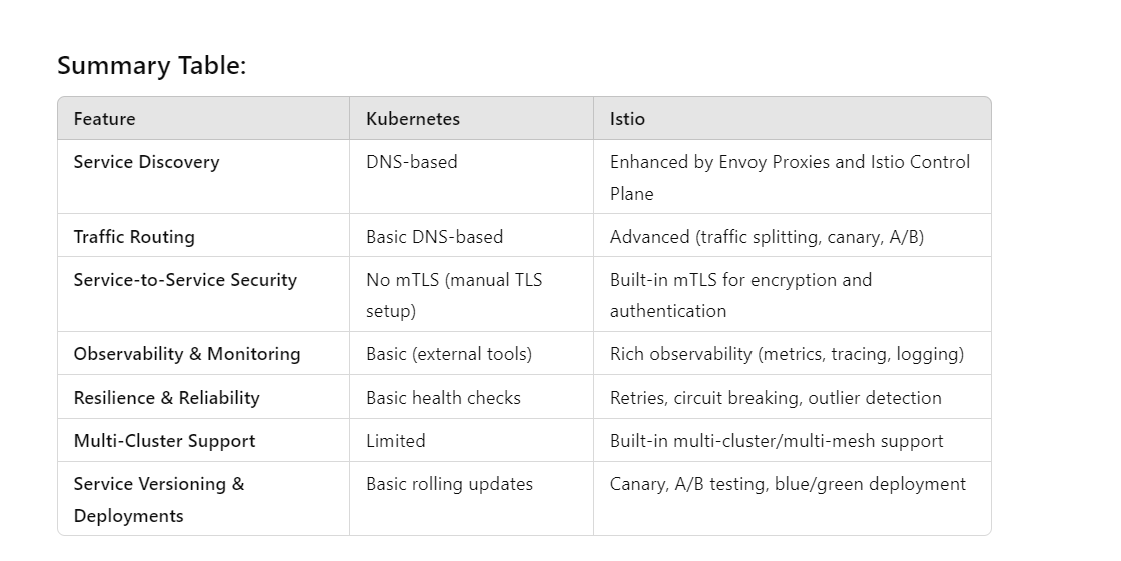 Summary Table:
Feature Kubernetes Istio
Service Discovery DNS-based Enhanced by Envoy Proxies and Istio Control
Plane
Traffic Routing Basic DNS-based Advanced (traffic splitting, canary, A/B)
Service-to-Service Security No mTLS (manual TLS Built-in mTLS for encryption and
setup) authentication
Observability & Monitoring Basic (external tools) Rich observability (metrics, tracing, logging)
Resilience & Reliability Basic health checks Retries, circuit breaking, outlier detection
Multi-Cluster Support Limited Built-in multi-cluster/multi-mesh support
Service Versioning & Basic rolling updates Canary, A/B testing, blue/green deployment
Deployments